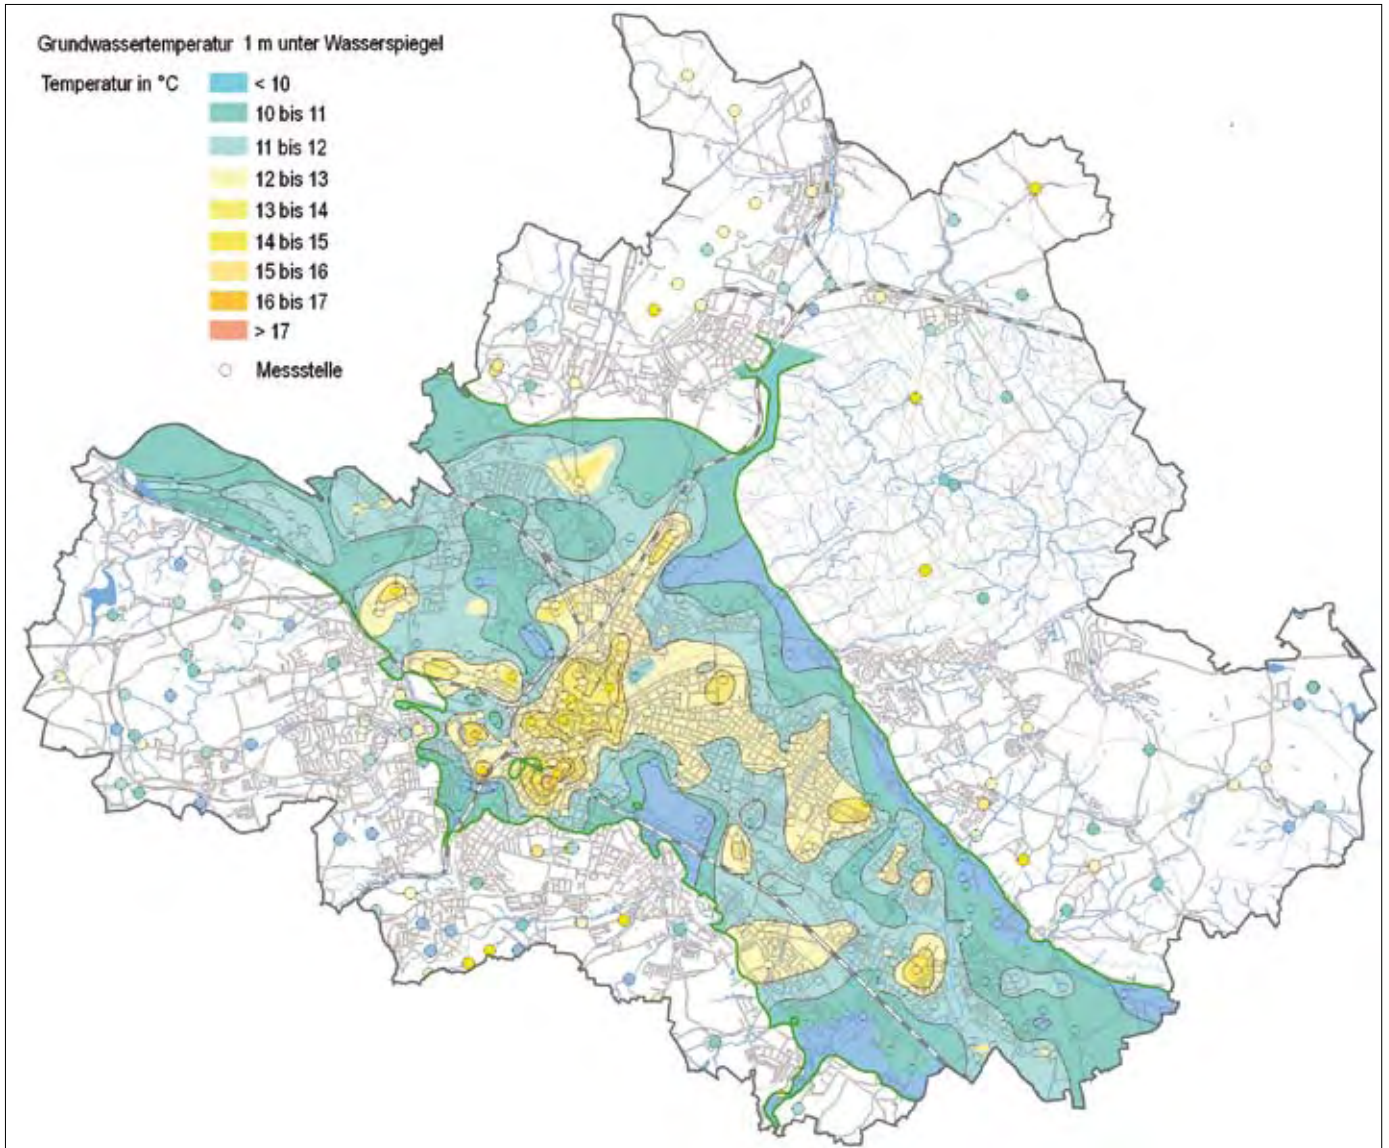 Grundwassertemperatur 1 m unter Wasserspiegel
Temperatur in °C
< 10
10 bis 11
11 bis 12
12 bis 13
13 bis 14
14 bis 15
15 bis 16
16 bis 17
> 17
Messstelle